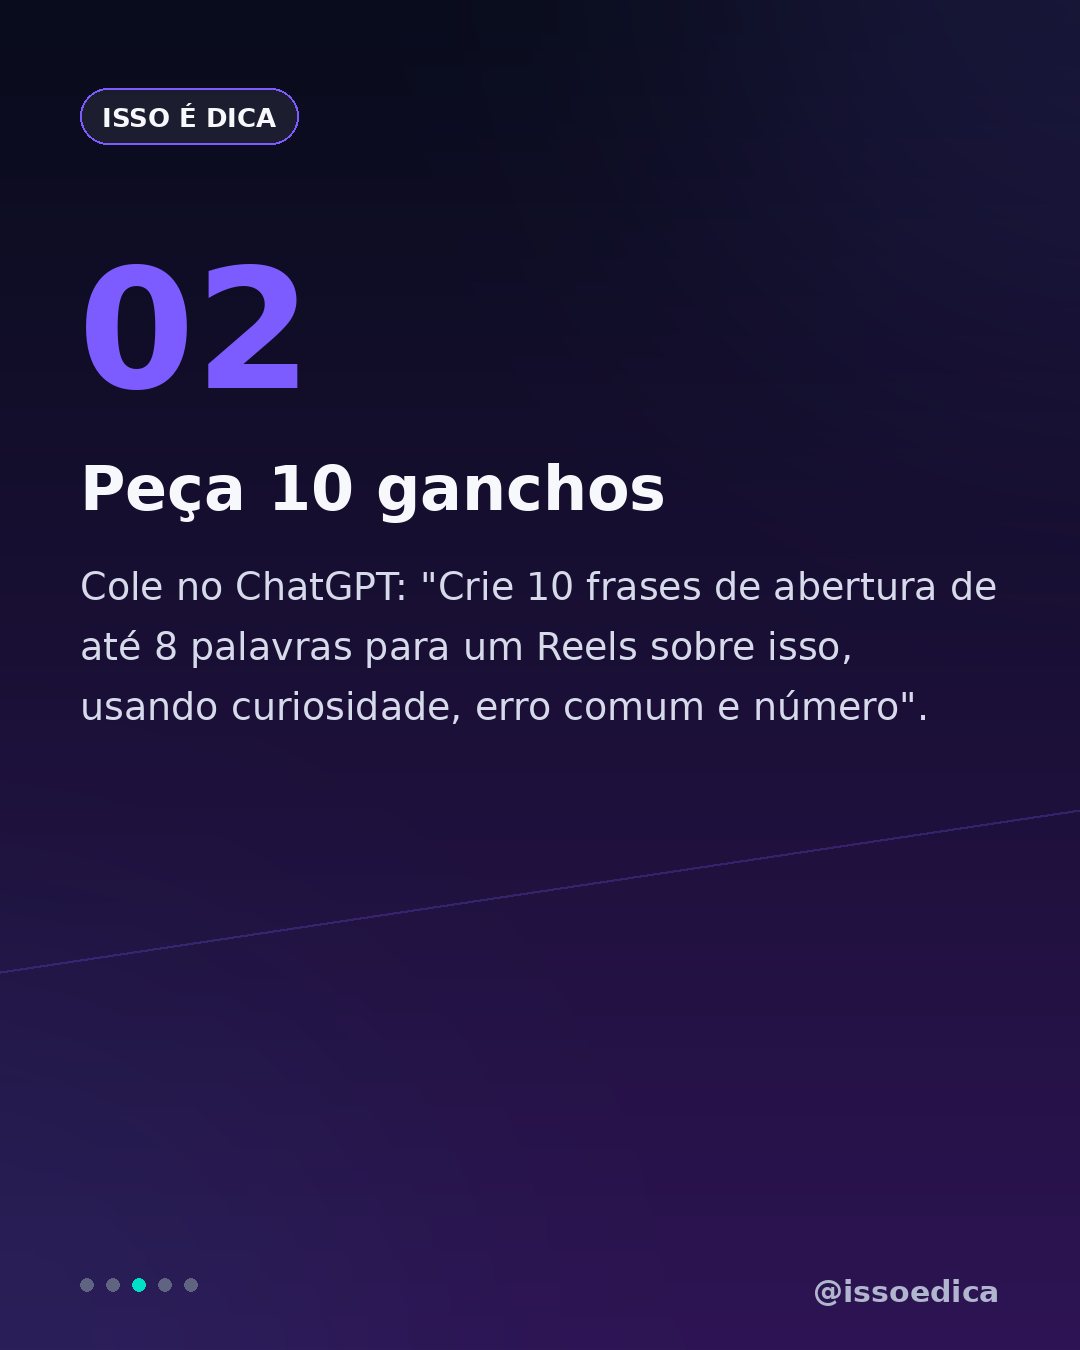 ISSO É DICA
02
Peça 10 ganchos
Cole no ChatGPT: "Crie 10 frases de abertura de
até 8 palavras para um Reels sobre isso,
usando curiosidade, erro comum e número".
@issoedica